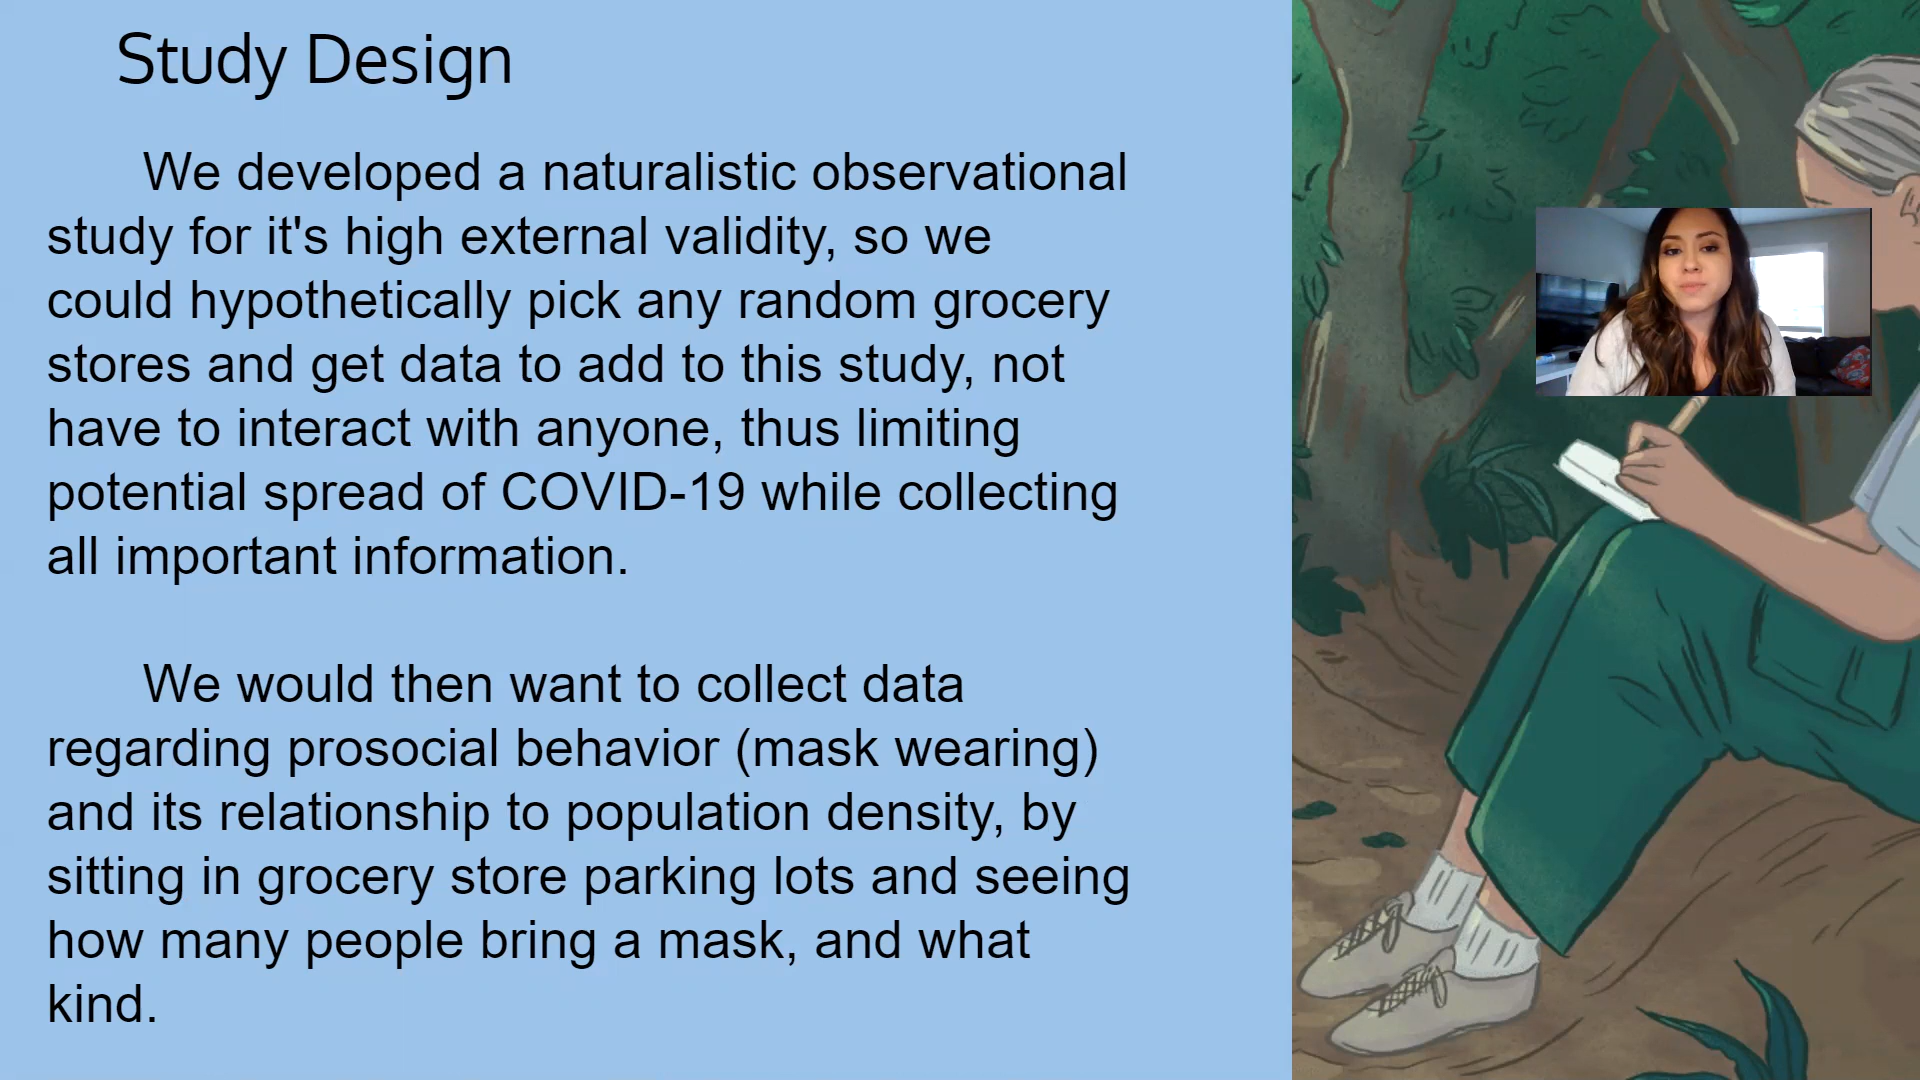 Study Design
We developed a naturalistic observational
study for it's high external validity, so we
could hypothetically pick any random grocery
stores and get data to add to this study, not
have to interact with anyone, thus limiting
potential spread of COVID-19 while collecting
all important information.
We would then want to collect data
regarding prosocial behavior (mask wearing)
and its relationship to population density, by
sitting in grocery store parking lots and seeing
how many people bring a mask, and what
kind.